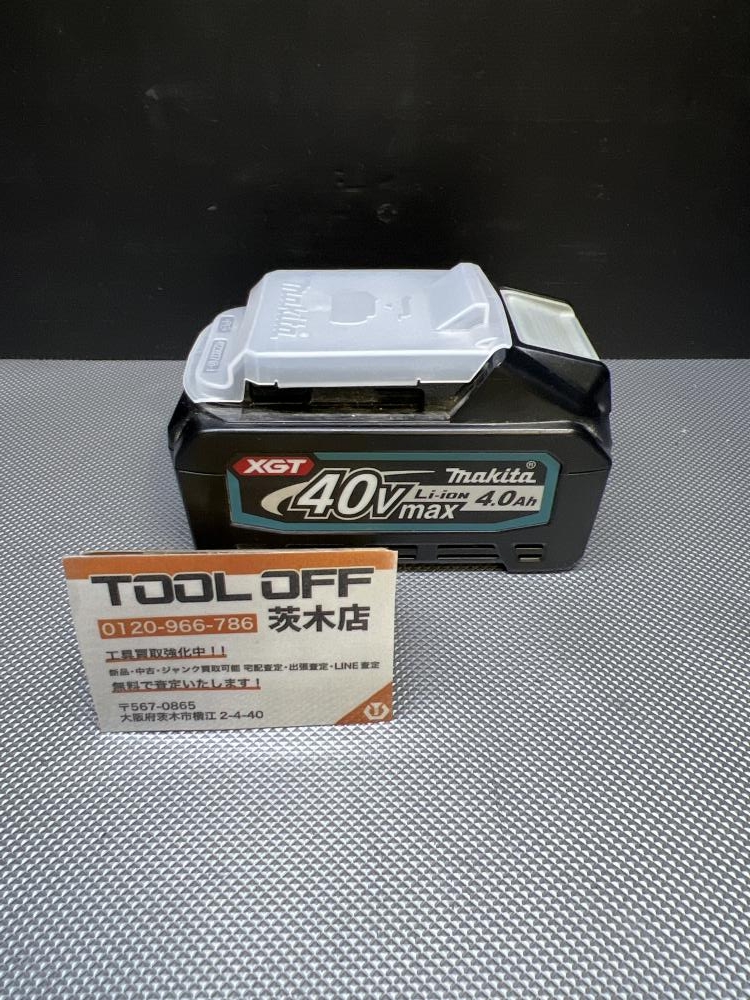 makita
XGT
40Vmax
Li-ion
makita®
4.0Ah
TOOL OFF
0120-966-786 茨木店
工具買取強化中!!
新品・中古・ジャンク買取可能 宅配査定・出張査定・LINE査定
無料で査定いたします!
〒567-0865
大阪府茨木市横江 2-4-40